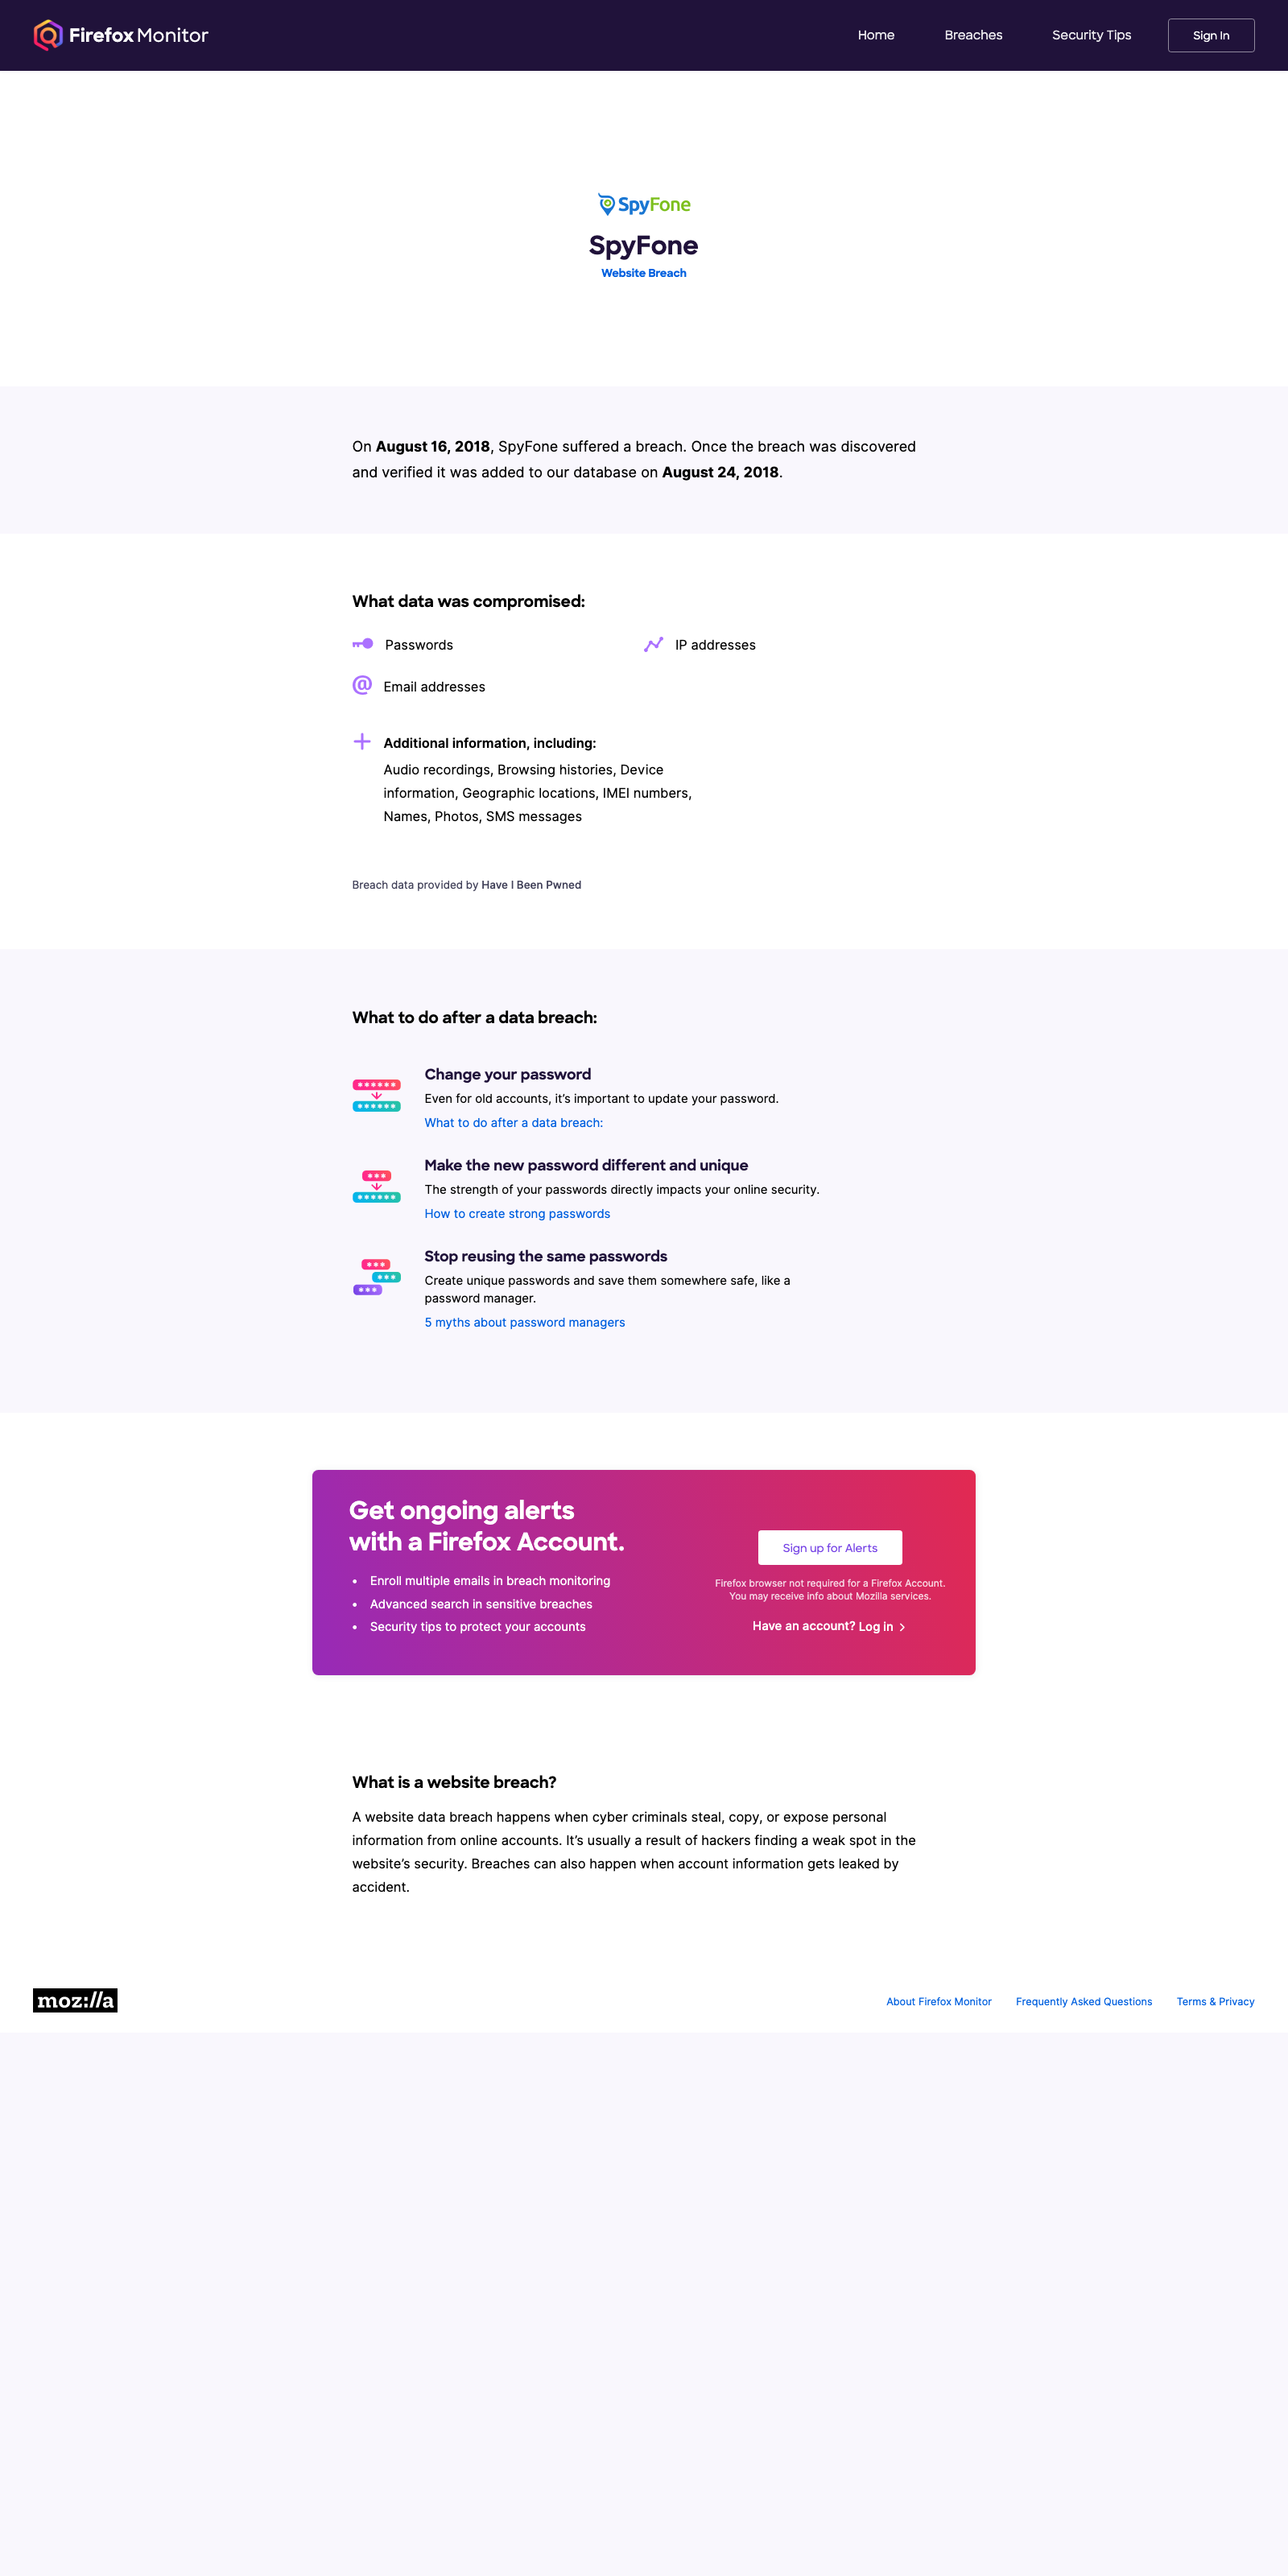 Firefox Monitor
Home Breaches Security Tips Sign In
SpyFone
SpyFone
Website Breach
On August 16, 2018, SpyFone suffered a breach. Once the breach was discovered
and verified it was added to our database on August 24, 2018.
What data was compromised:
Passwords IP addresses
@ Email addresses
Additional information, including:
Audio recordings, Browsing histories, Device
information, Geographic locations, IMEI numbers,
Names, Photos, SMS messages
Breach data provided by Have I Been Pwned
What to do after a data breach:
Change your password
Even for old accounts, it’s important to update your password.
What to do after a data breach:
Make the new password different and unique
The strength of your passwords directly impacts your online security.
How to create strong passwords
Stop reusing the same passwords
Create unique passwords and save them somewhere safe, like a
password manager.
5 myths about password managers
Get ongoing alerts
with a Firefox Account.
• Enroll multiple emails in breach monitoring
• Advanced search in sensitive breaches
• Security tips to protect your accounts
Sign up for Alerts
Firefox browser not required for a Firefox Account.
You may receive info about Mozilla services.
Have an account? Log in
What is a website breach?
A website data breach happens when cyber criminals steal, copy, or expose personal
information from online accounts. It’s usually a result of hackers finding a weak spot in the
website’s security. Breaches can also happen when account information gets leaked by
accident.
moz://a
About Firefox Monitor Frequently Asked Questions Terms & Privacy